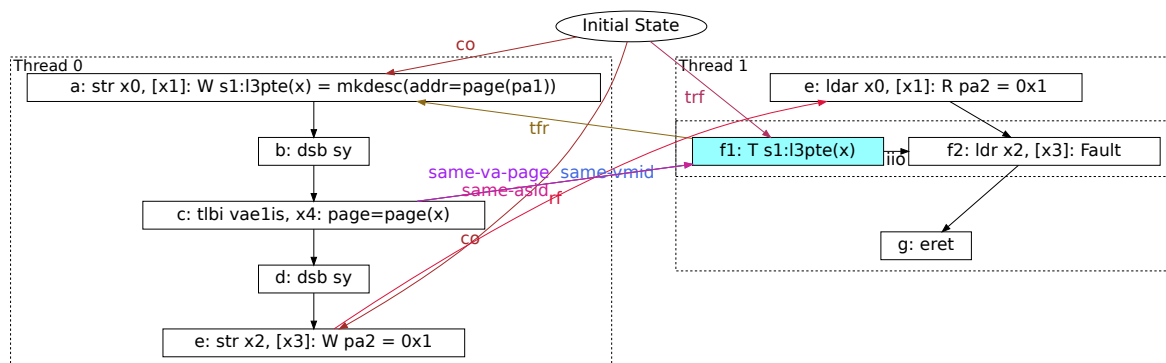 Initial State
Thread 0
Thread 1
co
a: str x0, [x1]: W s1:l3pte(x) = mkdesc(addr=page(pa1))
e: ldar x0, [x1]: R pa2 = 0x1
trf
tfr
b: dsb sy
f1: T s1:l3pte(x)
iio
f2: ldr x2, [x3]: Fault
same-va-page
same-vmid
same-asid
rf
c: tlbi vae1is, x4: page=page(x)
co
g: eret
d: dsb sy
e: str x2, [x3]: W pa2 = 0x1